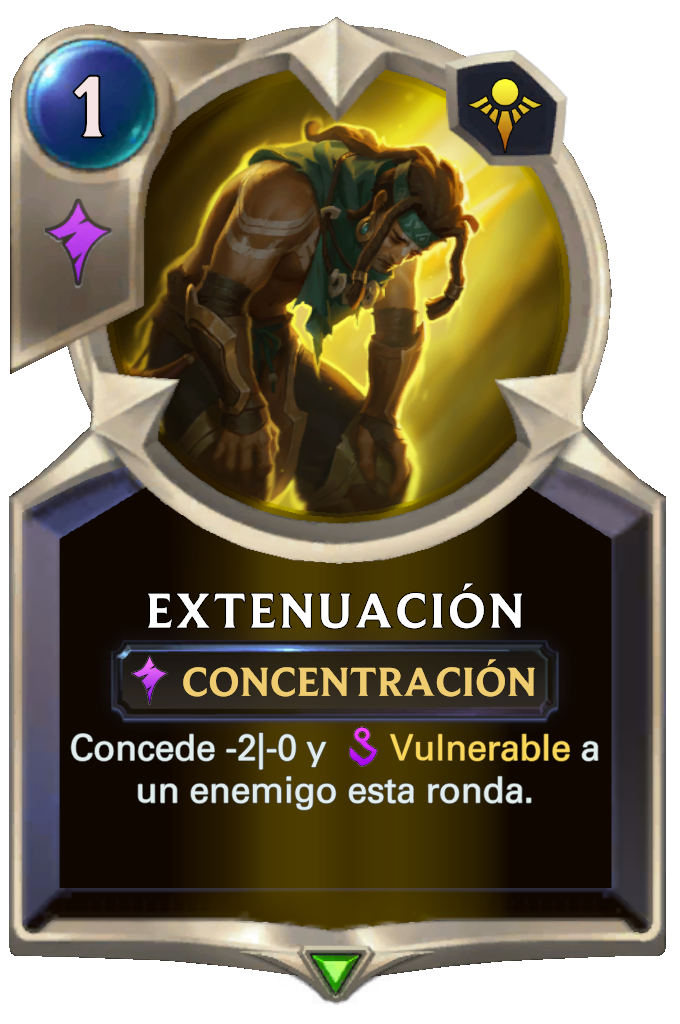 1
EXTENUACIÓN
CONCENTRACIÓN
Concede -2|-0 y Vulnerable a
un enemigo esta ronda.